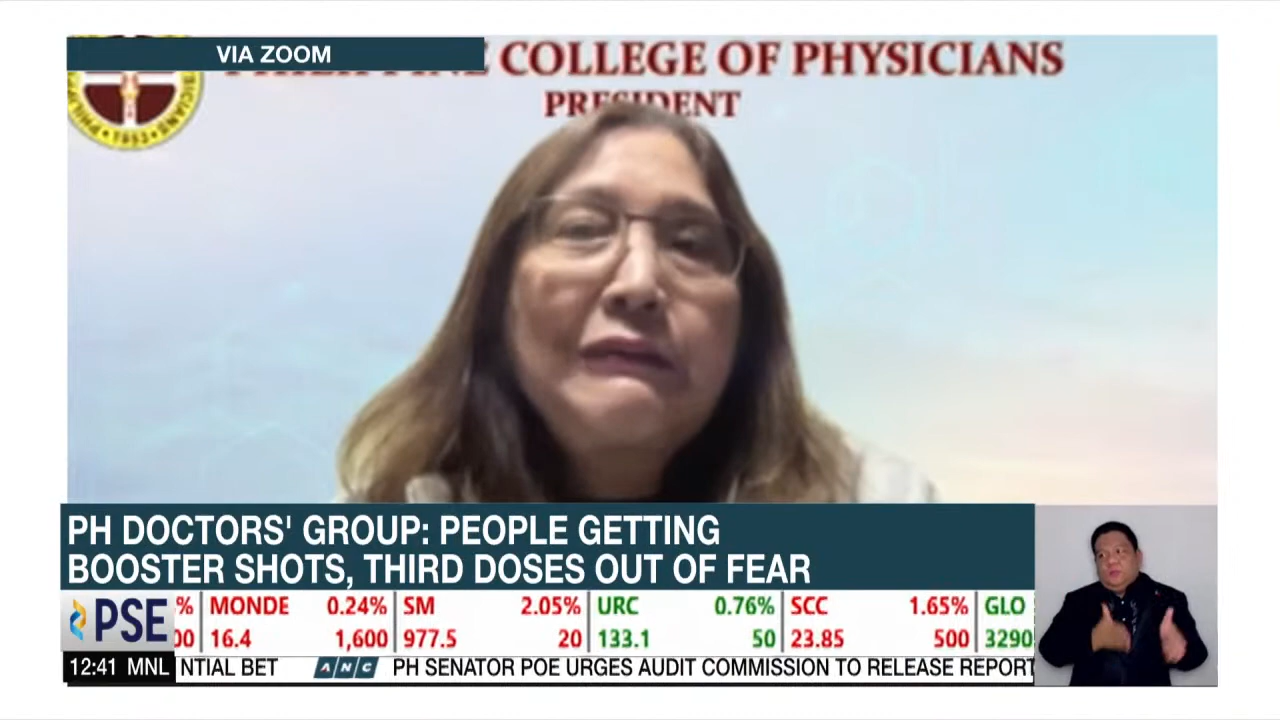 VIA ZOOM
COLLEGE OF PHYSICIANS
PRESIDENT
1953
PH DOCTORS' GROUP: PEOPLE GETTING
BOOSTER SHOTS, THIRD DOSES OUT OF FEAR
PSE
% MONDE 0.24% SM 2.05% URC 0.76% SCC 1.65% GLO
00 16.4 1,600 977.5 20 133.1 50 23.85 500 3290
12:41 MNL NTIAL BET ANC PH SENATOR POE URGES AUDIT COMMISSION TO RELEASE REPORT